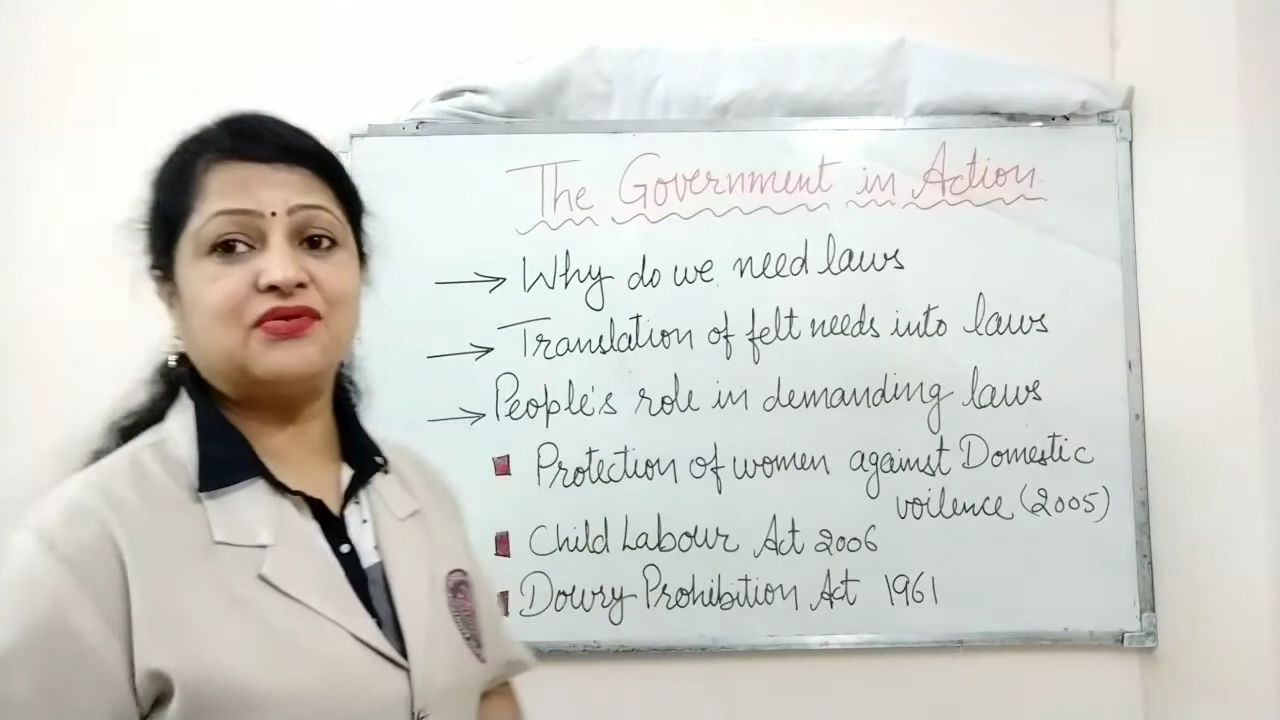 The Government in Action
→ Why do we need laws
→ Translation of felt needs into laws
→ People's role in demanding laws
Protection of women against Domestic
voilence (2005)
Child Labour Act 2006
Dowry Prohibition Act 1961